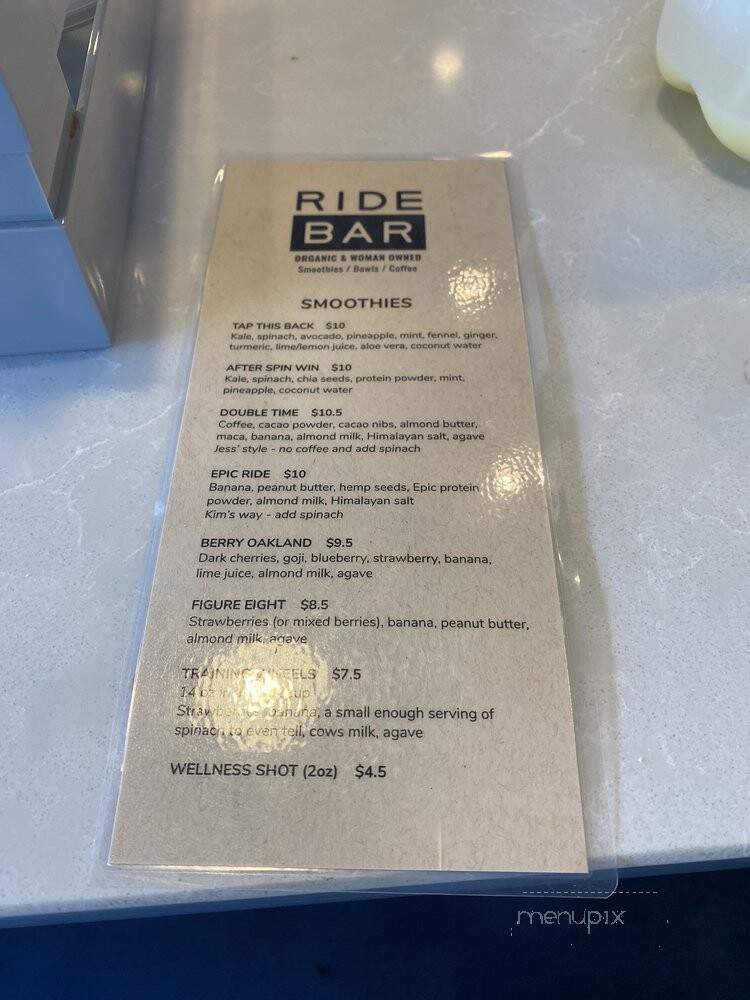 RIDE
BAR
ORGANIC & WOMAN OWNED
Smoothies / Bowls / Coffee
SMOOTHIES
TAP THIS BACK $10
Kale, spinach, avocado, pineapple, mint, fennel, ginger,
turmeric, lime/lemon juice, aloe vera, coconut water
AFTER SPIN WIN $10
Kale, spinach, chia seeds, protein powder, mint,
pineapple, coconut water
DOUBLE TIME $10.5
Coffee, cacao powder, cacao nibs, almond butter,
maca, banana, almond milk, Himalayan salt, agave
Jess' style - no coffee and add spinach
EPIC RIDE $10
Banana, peanut butter, hemp seeds, Epic protein
powder, almond milk, Himalayan salt
Kim's way - add spinach
BERRY OAKLAND $9.5
Dark cherries, goji, blueberry, strawberry, banana,
lime juice, almond milk, agave
FIGURE EIGHT $8.5
Strawberries (or mixed berries), banana, peanut butter,
almond milk, agave
TRAINING WHEELS $7.5
14 oz in cup
Strawberries, banana, a small enough serving of
spinach to even tell, cows milk, agave
WELLNESS SHOT (2oz) $4.5
menupix